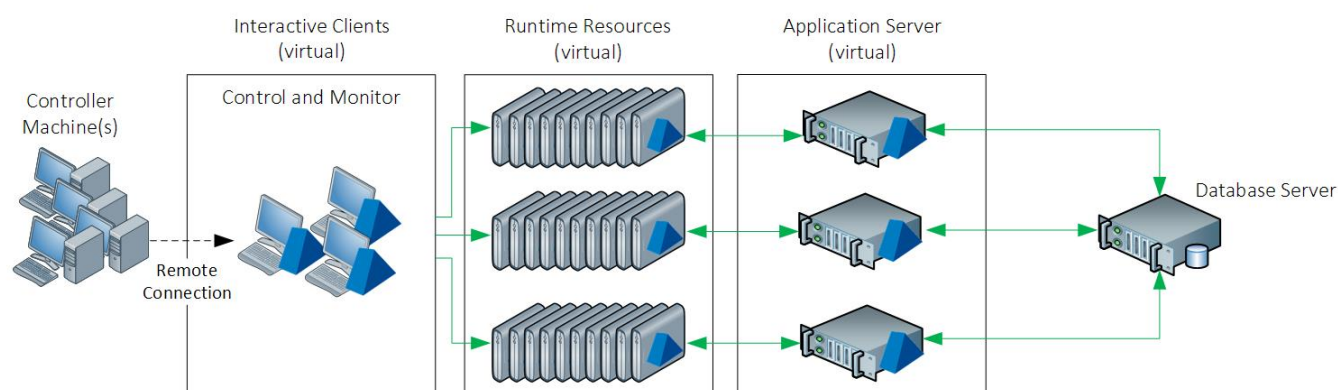 Interactive Clients
(virtual)
Runtime Resources
(virtual)
Application Server
(virtual)
Controller
Machine(s)
Control and Monitor
Database Server
Remote
Connection